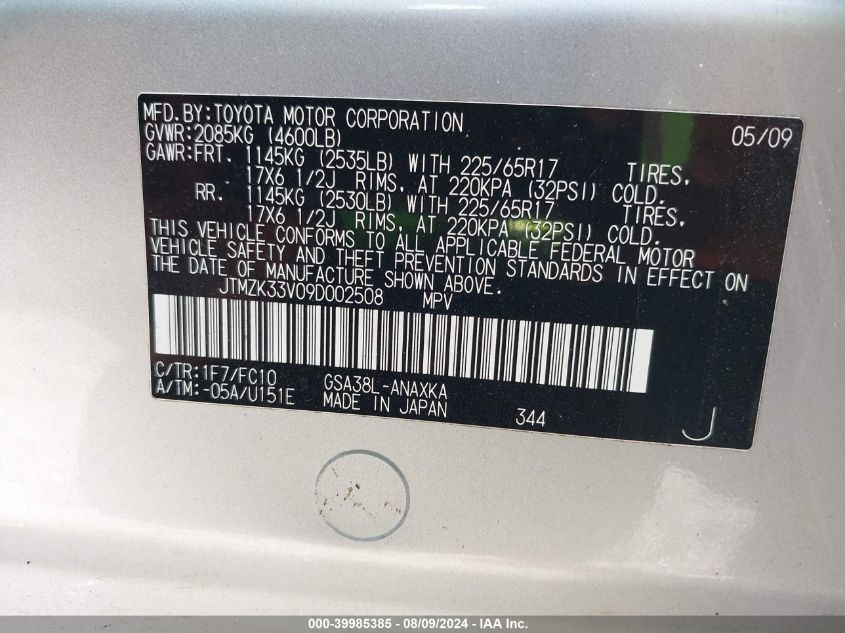 MFD.BY:TOYOTA MOTOR CORPORATION 05/09
GVWR:2085KG (4600LB)
GAWR:FRT. 1145KG (2535LB) WITH 225/65R17 TIRES,
17X6 1/2J RIMS, AT 220KPA (32PSI) COLD.
RR. 1145KG (2530LB) WITH 225/65R17 TIRES,
17X6 1/2J RIMS, AT 220KPA (32PSI) COLD.
THIS VEHICLE CONFORMS TO ALL APPLICABLE FEDERAL MOTOR
VEHICLE SAFETY AND THEFT PREVENTION STANDARDS IN EFFECT ON
THE DATE OF MANUFACTURE SHOWN ABOVE.
JTMZK33V09D002508 MPV
C/TR:1F7/FC10 GSA38L-ANAXKA
A/TM:-05A/U151E MADE IN JAPAN 344 J
000-39985385 - 08/09/2024 - IAA Inc.